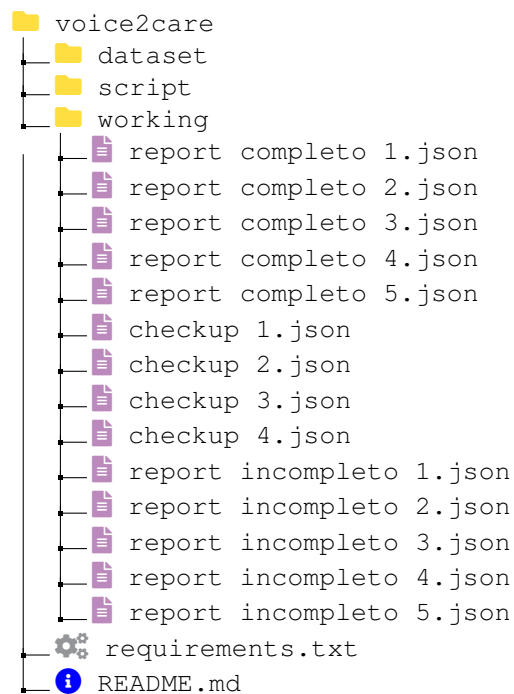 voice2care
dataset
script
working
report completo 1.json
report completo 2.json
report completo 3.json
report completo 4.json
report completo 5.json
checkup 1.json
checkup 2.json
checkup 3.json
checkup 4.json
report incompleto 1.json
report incompleto 2.json
report incompleto 3.json
report incompleto 4.json
report incompleto 5.json
requirements.txt
README.md